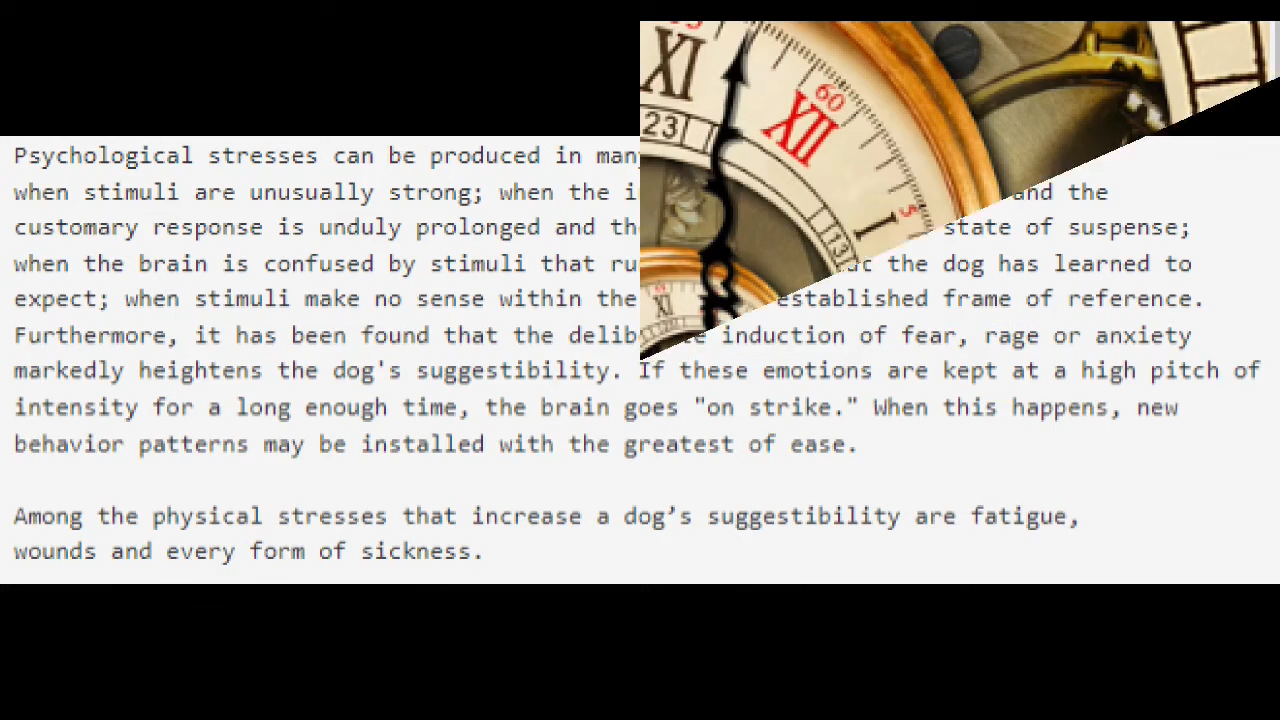 Psychological stresses can be produced in
when stimuli are unusually strong; when the and the
customary response is unduly prolonged and state of suspense;
when the brain is confused by stimuli that the dog has learned to
expect; when stimuli make no sense within the established frame of reference.
Furthermore, it has been found that the induction of fear, rage or anxiety
markedly heightens the dog's suggestibility. If these emotions are kept at a high pitch of
intensity for a long enough time, the brain goes "on strike." When this happens, new
behavior patterns may be installed with the greatest of ease.
Among the physical stresses that increase a dog’s suggestibility are fatigue,
wounds and every form of sickness.
XI
60
XII
23
I
5
13
XI